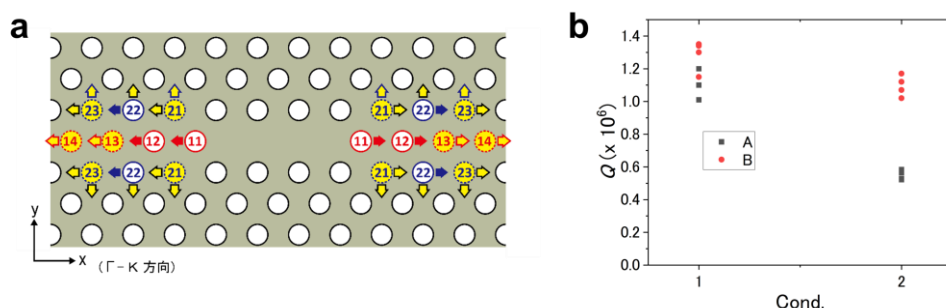 a
23 22 21 21 22 23
14 13 12 11 11 12 13 14
23 22 21 21 22 23
y
x
(Γ-K 方向)
b
Q (x 10⁶)
1.4
1.2
1.0
0.8
0.6
0.4
0.2
0.0
A
B
1 2
Cond.